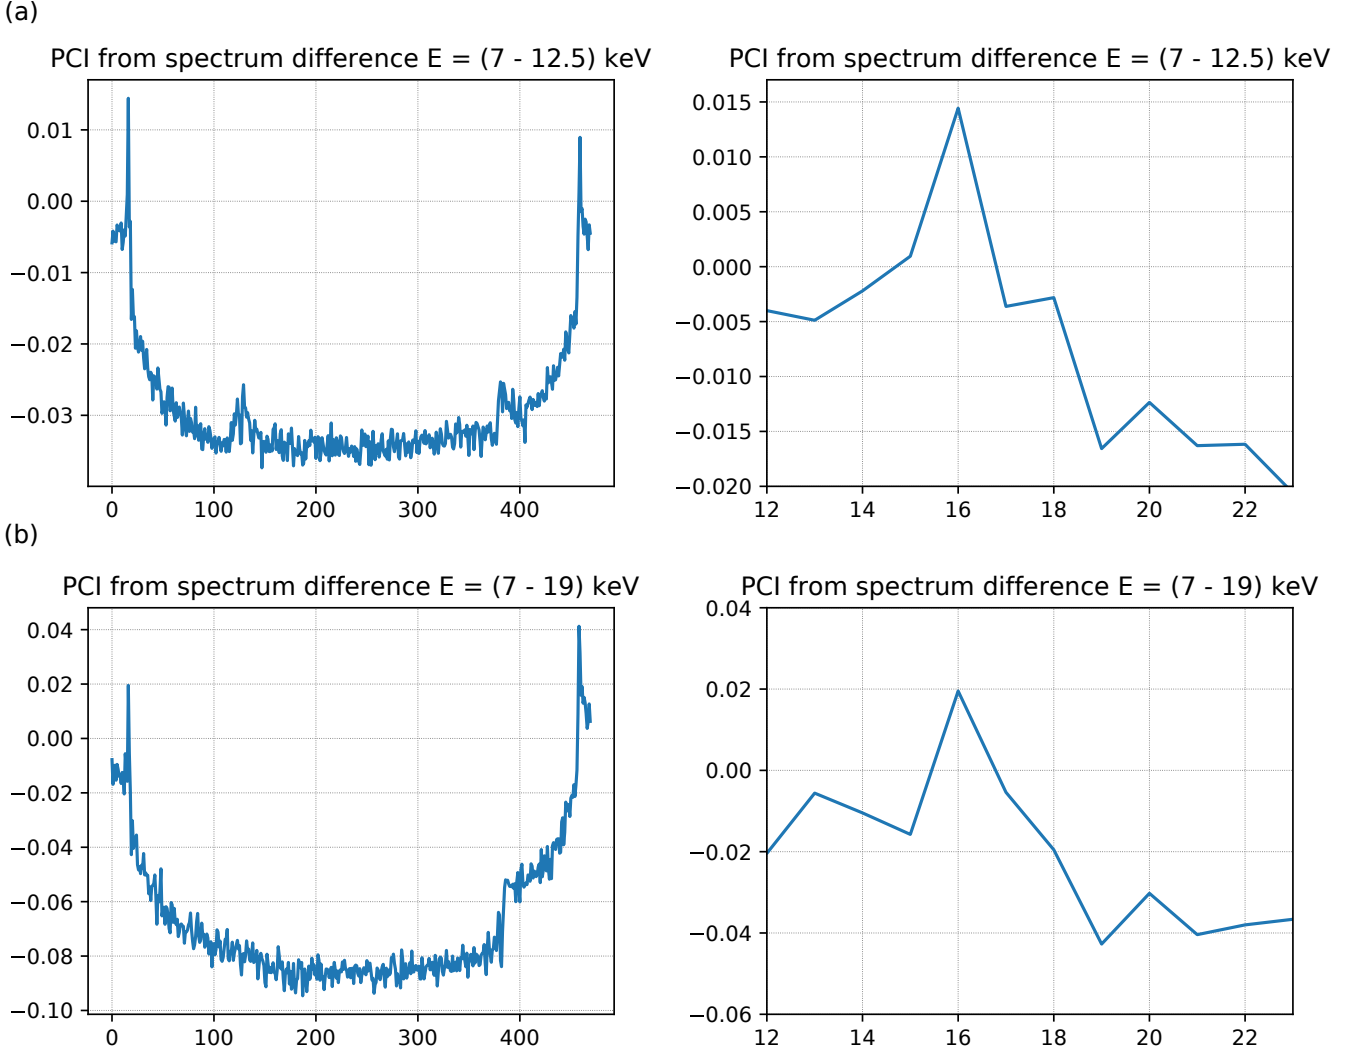 (a)
PCI from spectrum difference E = (7 - 12.5) keV
0.01
0.00
−0.01
−0.02
−0.03
0 100 200 300 400
PCI from spectrum difference E = (7 - 12.5) keV
0.015
0.010
0.005
0.000
−0.005
−0.010
−0.015
−0.020
12 14 16 18 20 22
(b)
PCI from spectrum difference E = (7 - 19) keV
0.04
0.02
0.00
−0.02
−0.04
−0.06
−0.08
−0.10
0 100 200 300 400
PCI from spectrum difference E = (7 - 19) keV
0.04
0.02
0.00
−0.02
−0.04
−0.06
12 14 16 18 20 22